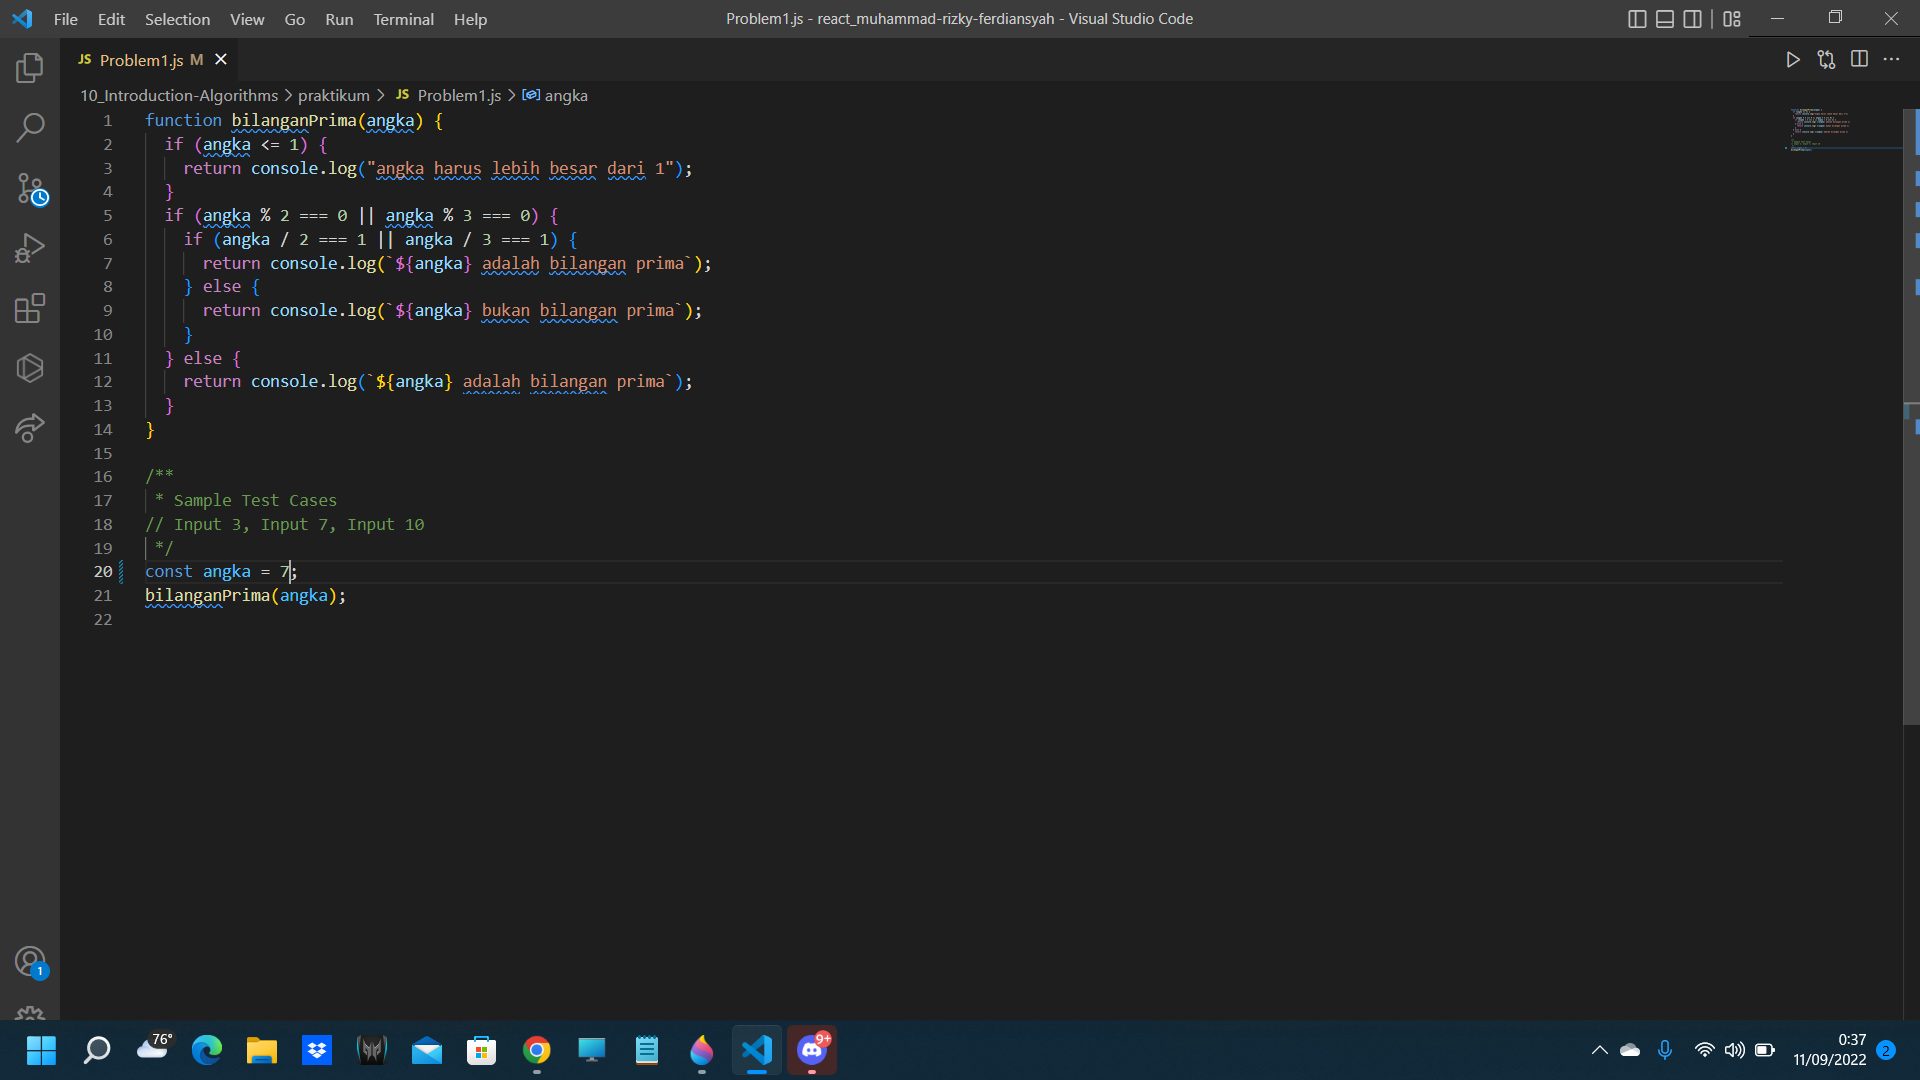 File Edit Selection View Go Run Terminal Help
Problem1.js - react_muhammad-rizky-ferdiansyah - Visual Studio Code
JS Problem1.js M
10_Introduction-Algorithms > praktikum > JS Problem1.js > angka
1 function bilanganPrima(angka) {
2 if (angka <= 1) {
3 return console.log("angka harus lebih besar dari 1");
4 }
5 if (angka % 2 === 0 || angka % 3 === 0) {
6 if (angka / 2 === 1 || angka / 3 === 1) {
7 return console.log(`${angka} adalah bilangan prima`);
8 } else {
9 return console.log(`${angka} bukan bilangan prima`);
10 }
11 } else {
12 return console.log(`${angka} adalah bilangan prima`);
13 }
14 }
15
16 /**
17 * Sample Test Cases
18 // Input 3, Input 7, Input 10
19 */
20 const angka = 7;
21 bilanganPrima(angka);
22
1
76°
9+
0:37
11/09/2022
2